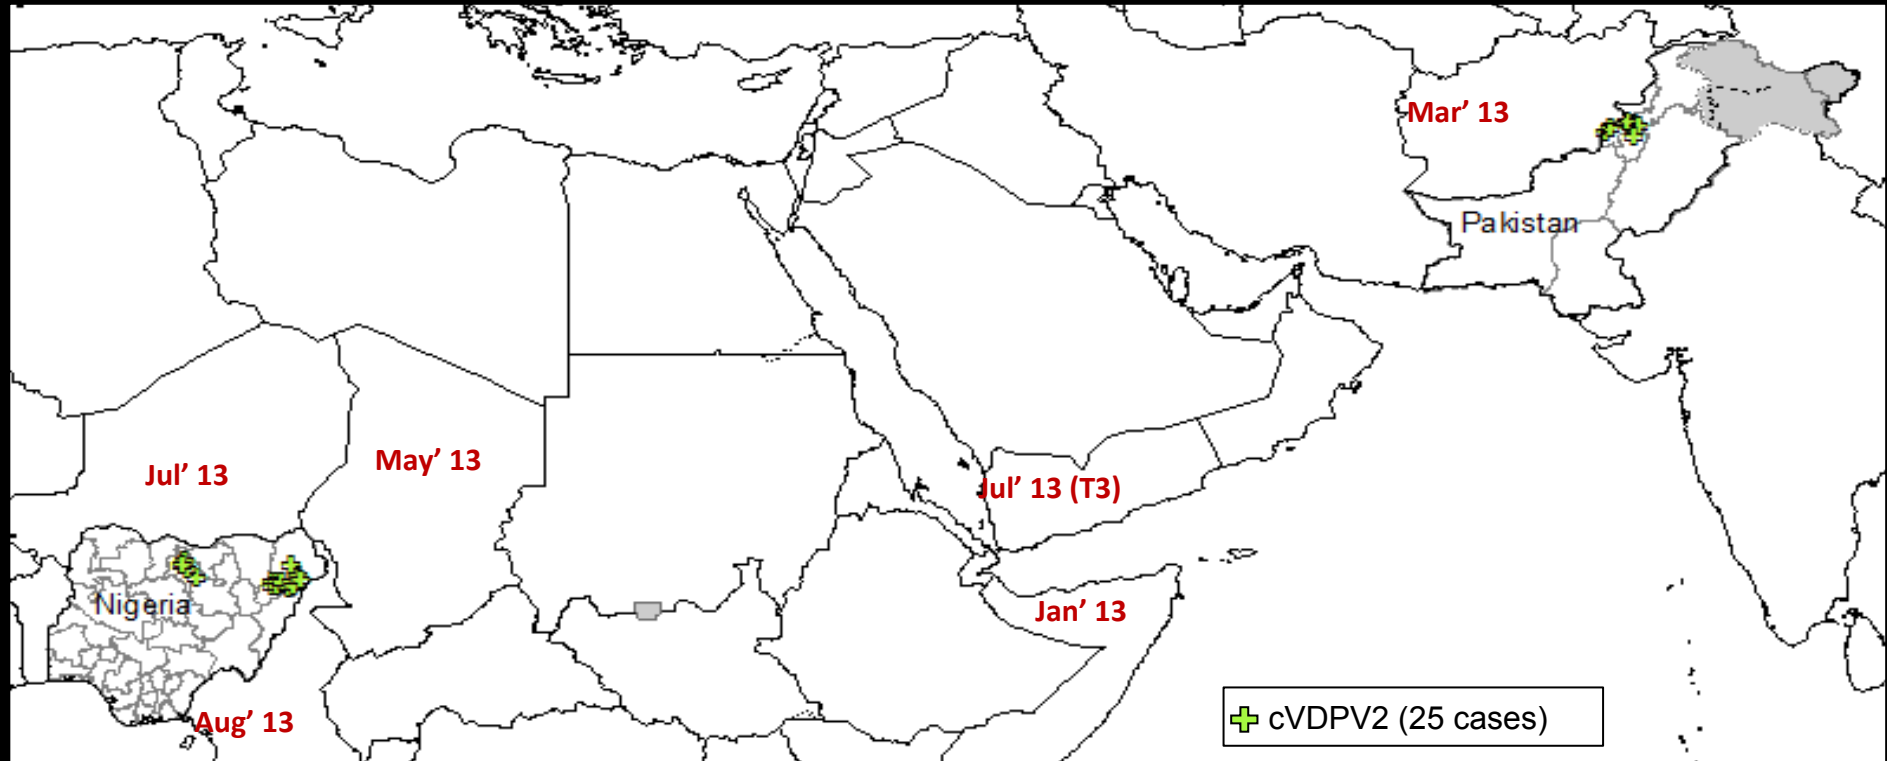 Mar’ 13
Pakistan
May’ 13
Jul’ 13
Jul’ 13 (T3)
Nigeria
Jan’ 13
Aug’ 13
cVDPV2 (25 cases)